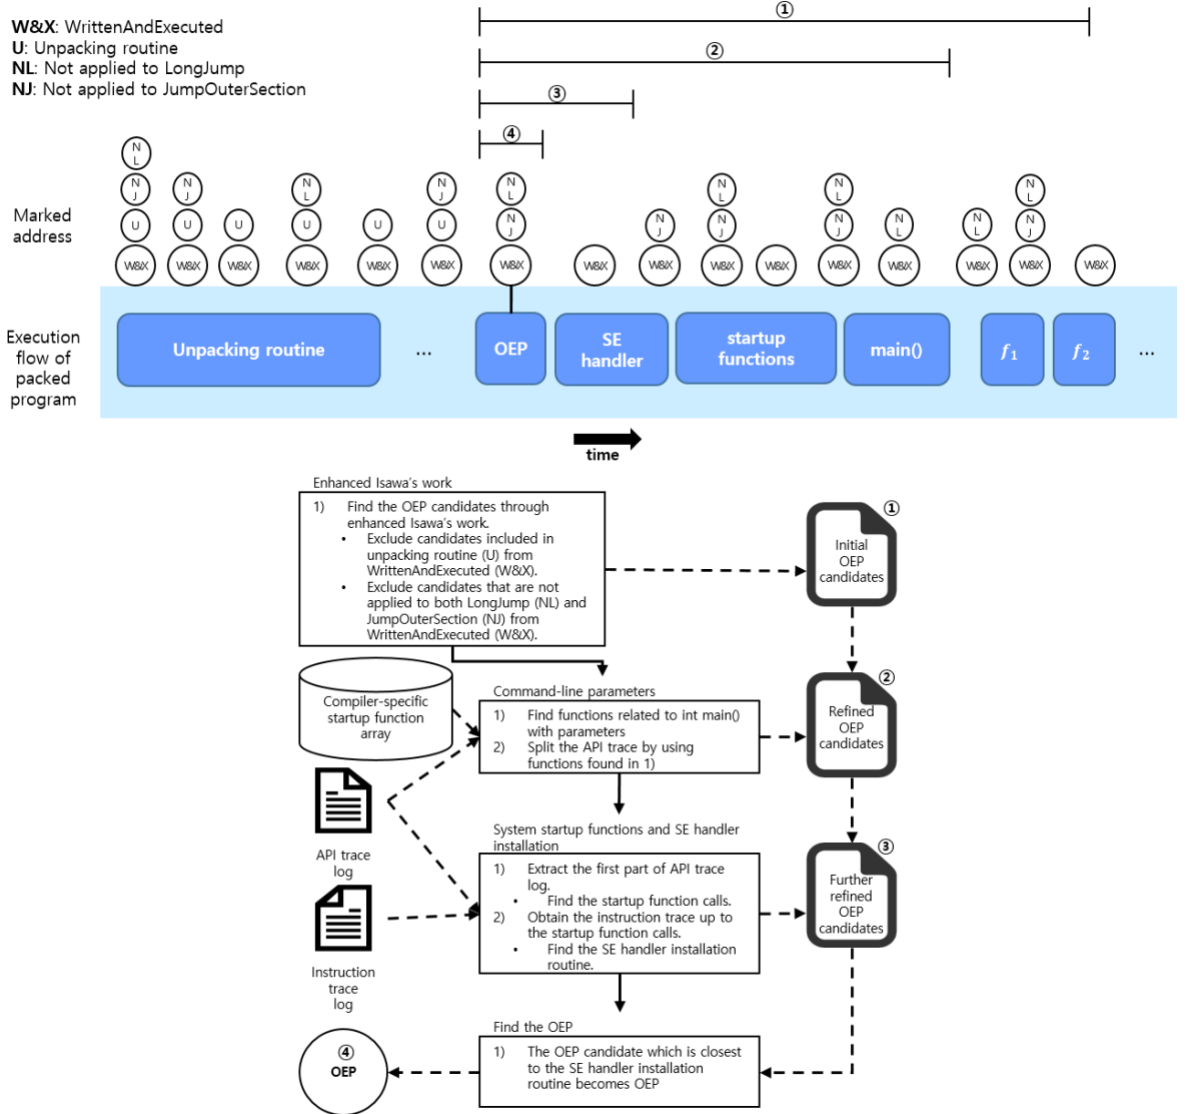 W&X: WrittenAndExecuted
U: Unpacking routine
NL: Not applied to LongJump
NJ: Not applied to JumpOuterSection
①
②
③
④
Marked
address
N L
N J
U
W&X
N J
U
W&X
U
W&X
N L
U
W&X
U
W&X
N J
U
W&X
N L
N J
W&X
W&X
N J
W&X
N L
N J
W&X
W&X
N L
N J
W&X
N L
W&X
N L
W&X
N L
N J
W&X
W&X
Execution
flow of
packed
program
Unpacking routine
...
OEP
SE
handler
startup
functions
main()
f1
f2
...
time
Enhanced Isawa's work
1) Find the OEP candidates through
enhanced Isawa's work.
• Exclude candidates included in
unpacking routine (U) from
WrittenAndExecuted (W&X).
• Exclude candidates that are not
applied to both LongJump (NL) and
JumpOuterSection (NJ) from
WrittenAndExecuted (W&X).
①
Initial
OEP
candidates
Compiler-specific
startup function
array
Command-line parameters
1) Find functions related to int main()
with parameters
2) Split the API trace by using
functions found in 1)
②
Refined
OEP
candidates
API trace
log
System startup functions and SE handler
installation
1) Extract the first part of API trace
log.
• Find the startup function calls.
2) Obtain the instruction trace up to
the startup function calls.
• Find the SE handler installation
routine.
③
Further
refined
OEP
candidates
Instruction
trace
log
Find the OEP
1) The OEP candidate which is closest
to the SE handler installation
routine becomes OEP
④
OEP